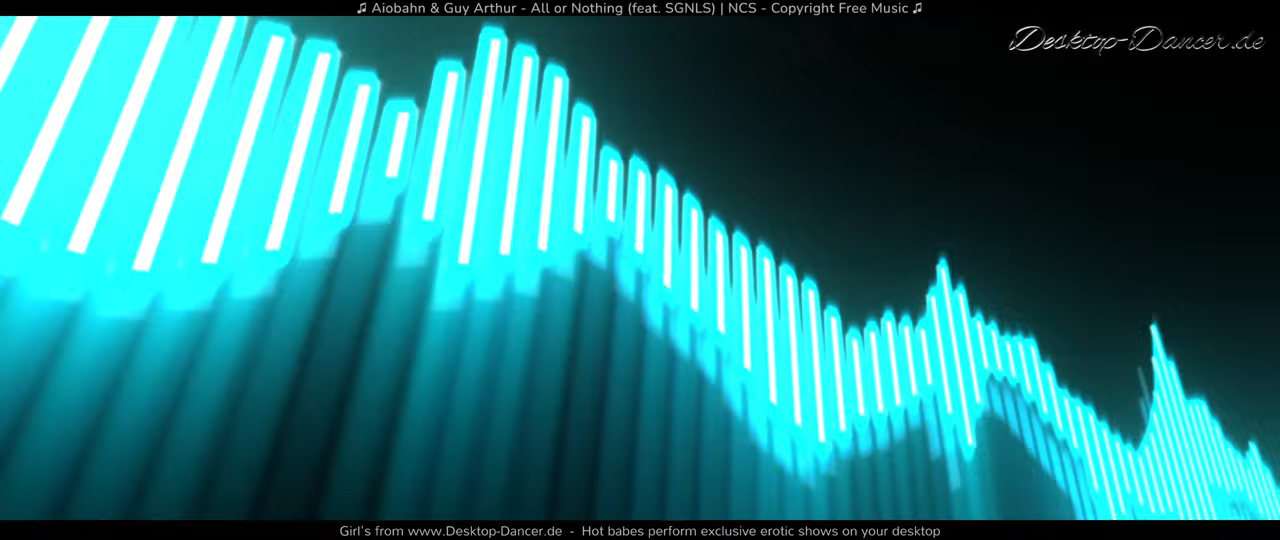 ♫ Aiobahn & Guy Arthur - All or Nothing (feat. SGNLS) | NCS - Copyright Free Music ♫
Desktop-Dancer.de
Girl's from www.Desktop-Dancer.de - Hot babes perform exclusive erotic shows on your desktop